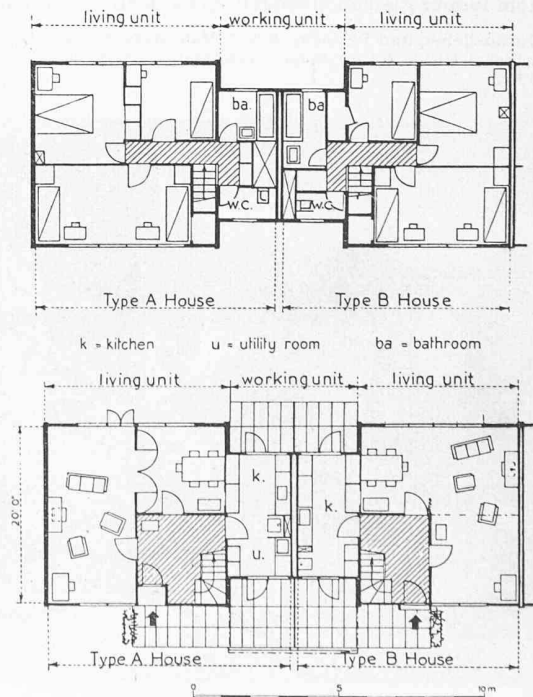 living unit working unit living unit
ba. ba
w.c. w.c
Type A House Type B House
k = kitchen u = utility room ba = bathroom
living unit working unit living unit
k. k.
20'0"
u.
Type A House Type B House
0 5 10 m